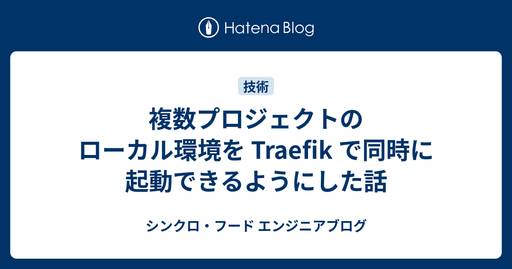 Hatena Blog
技術
複数プロジェクトの
ローカル環境を Traefik で同時に
起動できるようにした話
シンクロ・フード エンジニアブログ